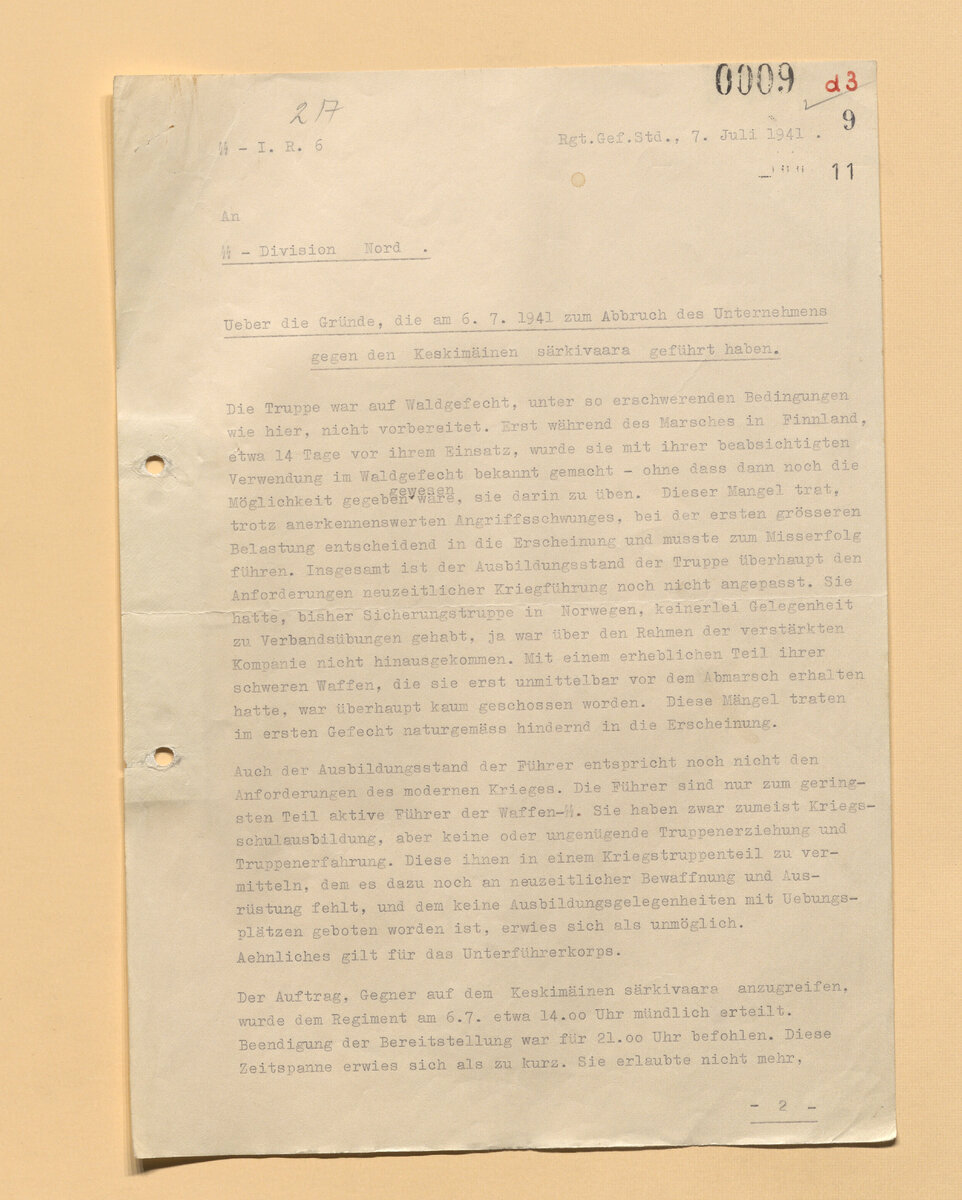 0009 d3
217
9
ᛋᛋ - I. R. 6
Rgt.Gef.Std., 7. Juli 1941 .
11
An
ᛋᛋ - Division Nord .
Ueber die Gründe, die am 6. 7. 1941 zum Abbruch des Unternehmens
gegen den Keskimäinen särkivaara geführt haben.
Die Truppe war auf Waldgefecht, unter so erschwerenden Bedingungen
wie hier, nicht vorbereitet. Erst während des Marsches in Finnland,
etwa 14 Tage vor ihrem Einsatz, wurde sie mit ihrer beabsichtigten
Verwendung im Waldgefecht bekannt gemacht - ohne dass dann noch die
Möglichkeit gegeben gewesen wäre, sie darin zu üben. Dieser Mangel trat,
trotz anerkennenswerten Angriffsschwunges, bei der ersten grösseren
Belastung entscheidend in die Erscheinung und musste zum Misserfolg
führen. Insgesamt ist der Ausbildungsstand der Truppe überhaupt den
Anforderungen neuzeitlicher Kriegführung noch nicht angepasst. Sie
hatte, bisher Sicherungstruppe in Norwegen, keinerlei Gelegenheit
zu Verbandsübungen gehabt, ja war über den Rahmen der verstärkten
Kompanie nicht hinausgekommen. Mit einem erheblichen Teil ihrer
schweren Waffen, die sie erst unmittelbar vor dem Abmarsch erhalten
hatte, war überhaupt kaum geschossen worden. Diese Mängel traten
im ersten Gefecht naturgemäss hindernd in die Erscheinung.
Auch der Ausbildungsstand der Führer entspricht noch nicht den
Anforderungen des modernen Krieges. Die Führer sind nur zum gering-
sten Teil aktive Führer der Waffen-ᛋᛋ. Sie haben zwar zumeist Kriegs-
schulausbildung, aber keine oder ungenügende Truppenerziehung und
Truppenerfahrung. Diese ihnen in einem Kriegstruppenteil zu ver-
mitteln, dem es dazu noch an neuzeitlicher Bewaffnung und Aus-
rüstung fehlt, und dem keine Ausbildungsgelegenheiten mit Uebungs-
plätzen geboten worden ist, erwies sich als unmöglich.
Aehnliches gilt für das Unterführerkorps.
Der Auftrag, Gegner auf dem Keskimäinen särkivaara anzugreifen,
wurde dem Regiment am 6.7. etwa 14.oo Uhr mündlich erteilt.
Beendigung der Bereitstellung war für 21.oo Uhr befohlen. Diese
Zeitspanne erwies sich als zu kurz. Sie erlaubte nicht mehr,
- 2 -